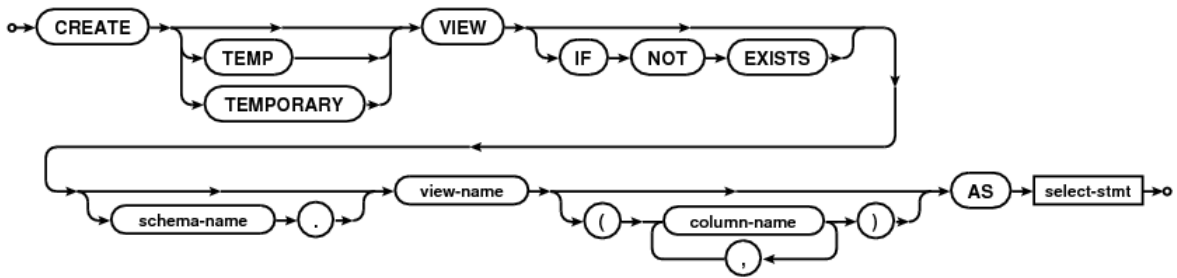 CREATE VIEW
TEMP IF NOT EXISTS
TEMPORARY
view-name AS select-stmt
schema-name . ( column-name )
,